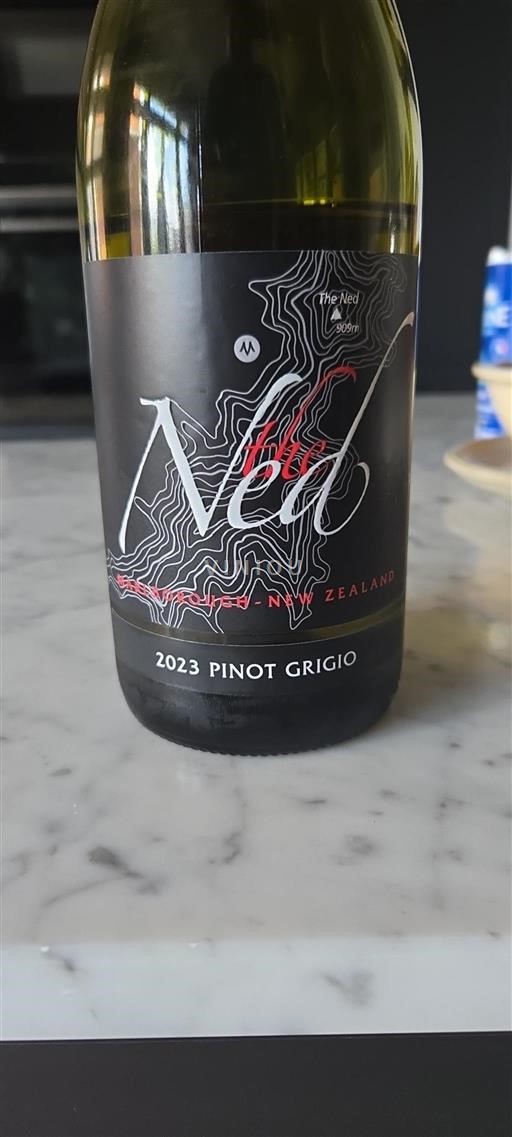 The Ned
909m
the
Ned
MARLBOROUGH - NEW ZEALAND
2023 PINOT GRIGIO